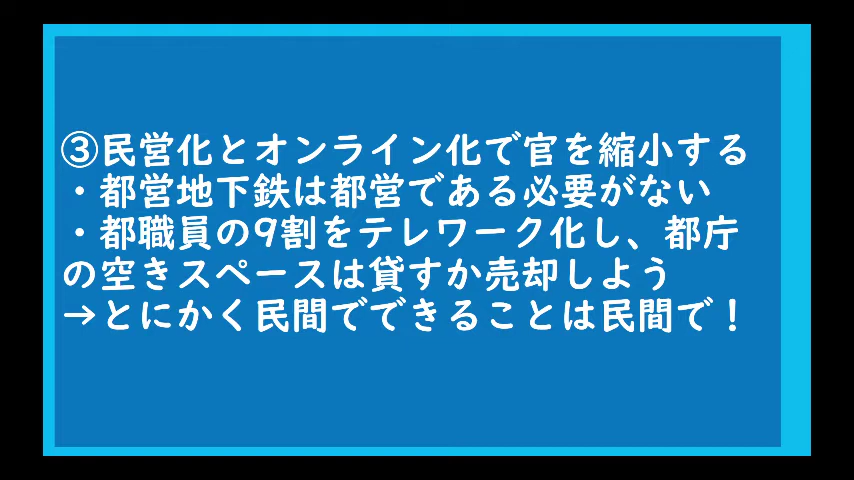 ③民営化とオンライン化で官を縮小する
・都営地下鉄は都営である必要がない
・都職員の9割をテレワーク化し、都庁
の空きスペースは貸すか売却しよう
→とにかく民間でできることは民間で！